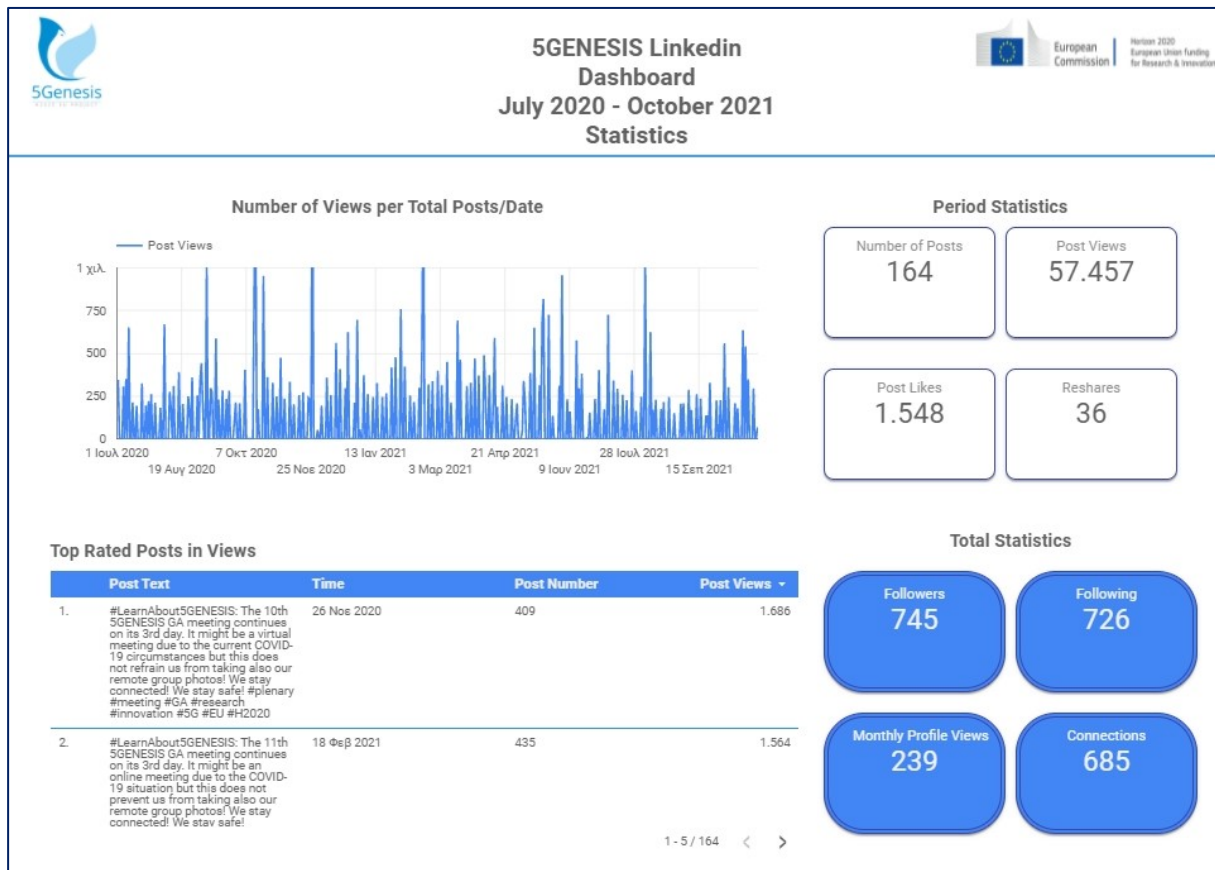 5Genesis
5GENESIS Linkedin
Dashboard
July 2020 - October 2021
Statistics
European
Commission
Horizon 2020
European Union funding
for Research & Innovation
Number of Views per Total Posts/Date
Post Views
1 χιλ.
750
500
250
0
1 Ιουλ 2020
19 Αυγ 2020
7 Οκτ 2020
25 Νοε 2020
13 Ιαν 2021
3 Μαρ 2021
21 Απρ 2021
9 Ιουν 2021
28 Ιουλ 2021
15 Σεπ 2021
Period Statistics
Number of Posts
164
Post Views
57.457
Post Likes
1.548
Reshares
36
Top Rated Posts in Views
Post Text Time Post Number Post Views
1. #LearnAbout5GENESIS: The 10th 26 Νοε 2020 409 1.686
5GENESIS GA meeting continues
on its 3rd day. It might be a virtual
meeting due to the current COVID-
19 circumstances but this does
not refrain us from taking also our
remote group photos! We stay
connected! We stay safe! #plenary
#meeting #GA #research
#innovation #5G #EU #H2020
2. #LearnAbout5GENESIS: The 11th 18 Φεβ 2021 435 1.564
5GENESIS GA meeting continues
on its 3rd day. It might be an
online meeting due to the COVID-
19 situation but this does not
prevent us from taking also our
remote group photos! We stay
connected! We stay safe!
1 - 5 / 164
Total Statistics
Followers
745
Following
726
Monthly Profile Views
239
Connections
685